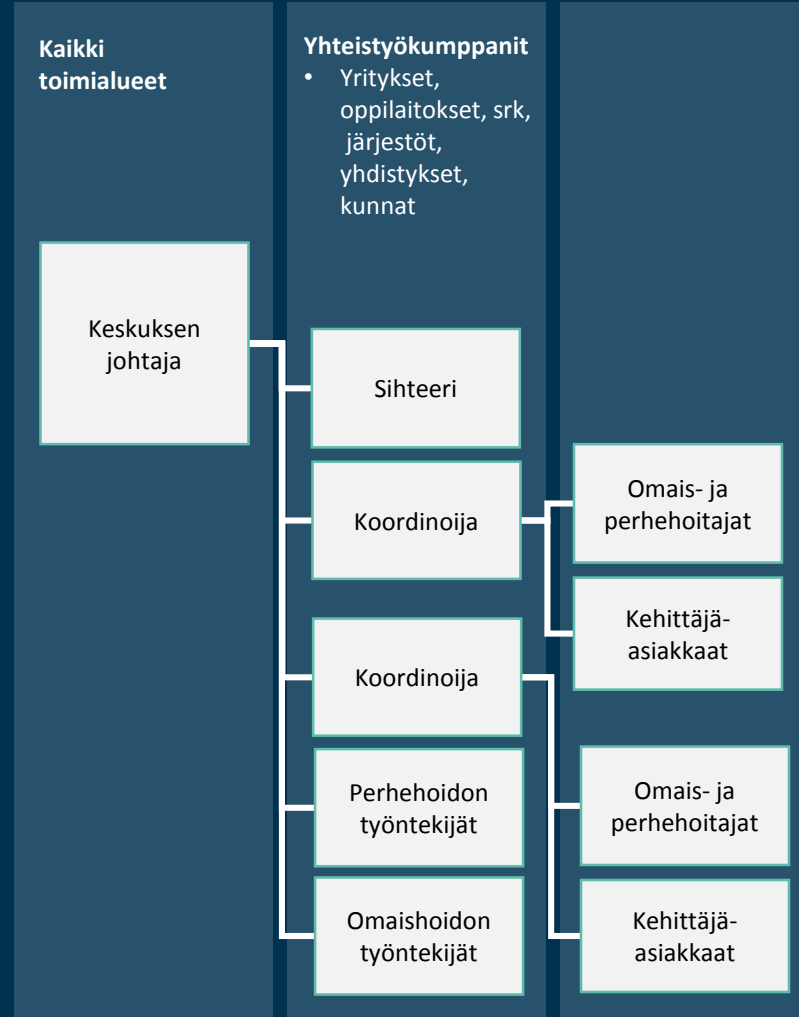 Kaikki
toimialueet
Yhteistyökumppanit
• Yritykset,
oppilaitokset, srk,
järjestöt,
yhdistykset,
kunnat
Keskuksen
johtaja
Sihteeri
Koordinoija
Omais- ja
perhehoitajat
Kehittäjä-
asiakkaat
Koordinoija
Perhehoidon
työntekijät
Omaishoidon
työntekijät
Omais- ja
perhehoitajat
Kehittäjä-
asiakkaat